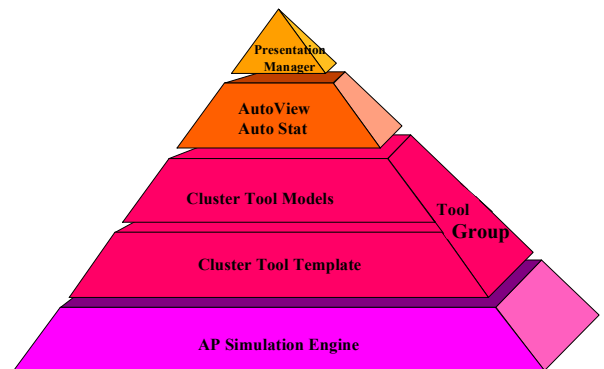 Presentation
Manager
AutoView
Auto Stat
Cluster Tool Models
Tool
Group
Cluster Tool Template
AP Simulation Engine